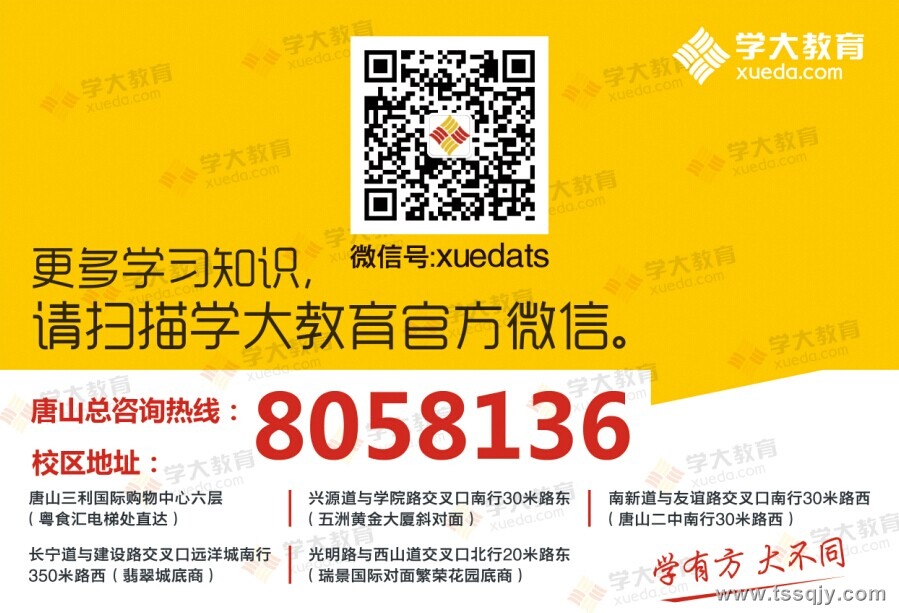 学大教育
xueda.com
微信号:xuedats
更多学习知识,
请扫描学大教育官方微信。
唐山总咨询热线：8058136
校区地址：
唐山三利国际购物中心六层
（粤食汇电梯处直达）
兴源道与学院路交叉口南行30米路东
（五洲黄金大厦斜对面）
南新道与友谊路交叉口南行30米路西
（唐山二中南行30米路西）
长宁道与建设路交叉口远洋城南行
350米路西（翡翠城底商）
光明路与西山道交叉口北行20米路东
（瑞景国际对面繁荣花园底商）
学有方 大不同
www.tssqjy.com